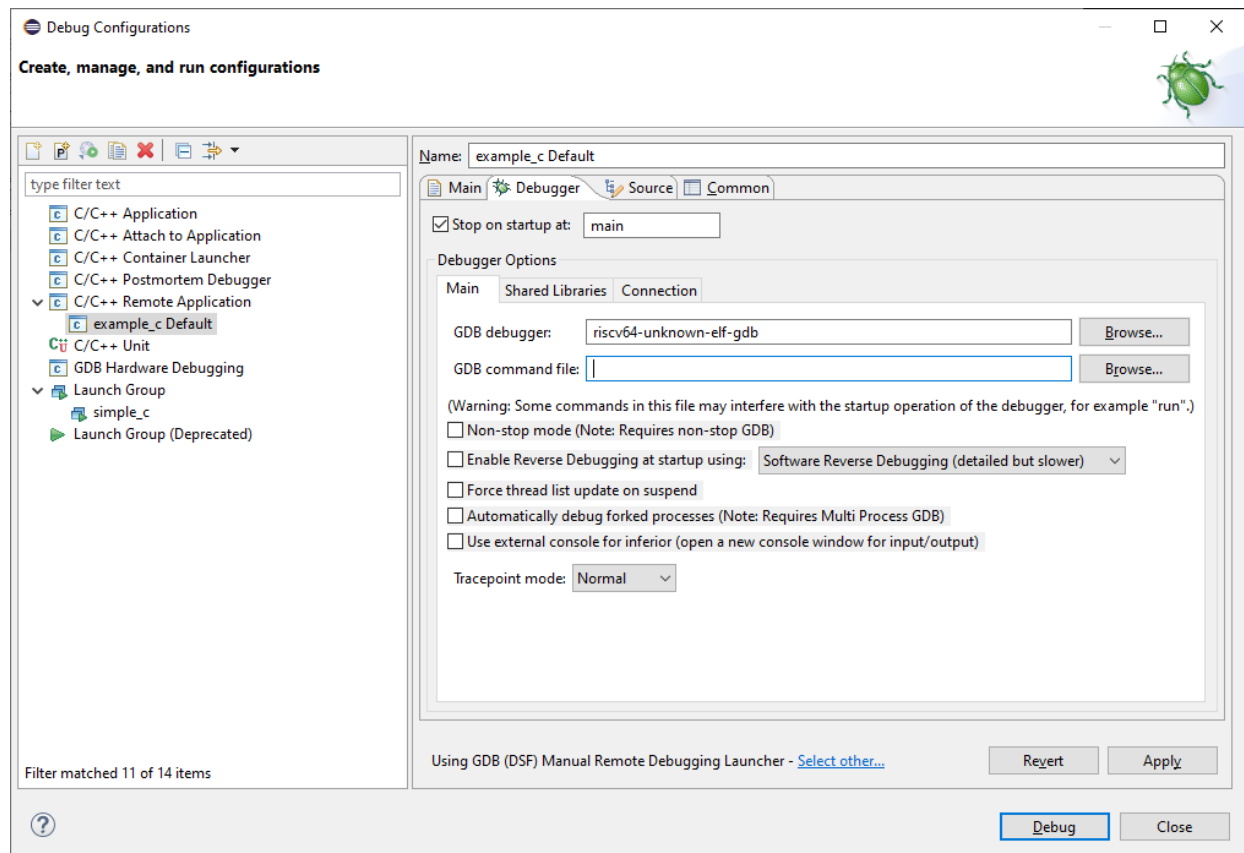 Debug Configurations
Create, manage, and run configurations
type filter text
C/C++ Application
C/C++ Attach to Application
C/C++ Container Launcher
C/C++ Postmortem Debugger
C/C++ Remote Application
example_c Default
C/C++ Unit
GDB Hardware Debugging
Launch Group
simple_c
Launch Group (Deprecated)
Filter matched 11 of 14 items
Name: example_c Default
Main Debugger Source Common
Stop on startup at: main
Debugger Options
Main Shared Libraries Connection
GDB debugger: riscv64-unknown-elf-gdb Browse...
GDB command file: Browse...
(Warning: Some commands in this file may interfere with the startup operation of the debugger, for example "run".)
Non-stop mode (Note: Requires non-stop GDB)
Enable Reverse Debugging at startup using: Software Reverse Debugging (detailed but slower)
Force thread list update on suspend
Automatically debug forked processes (Note: Requires Multi Process GDB)
Use external console for inferior (open a new console window for input/output)
Tracepoint mode: Normal
Using GDB (DSF) Manual Remote Debugging Launcher - Select other...
Revert Apply
Debug Close